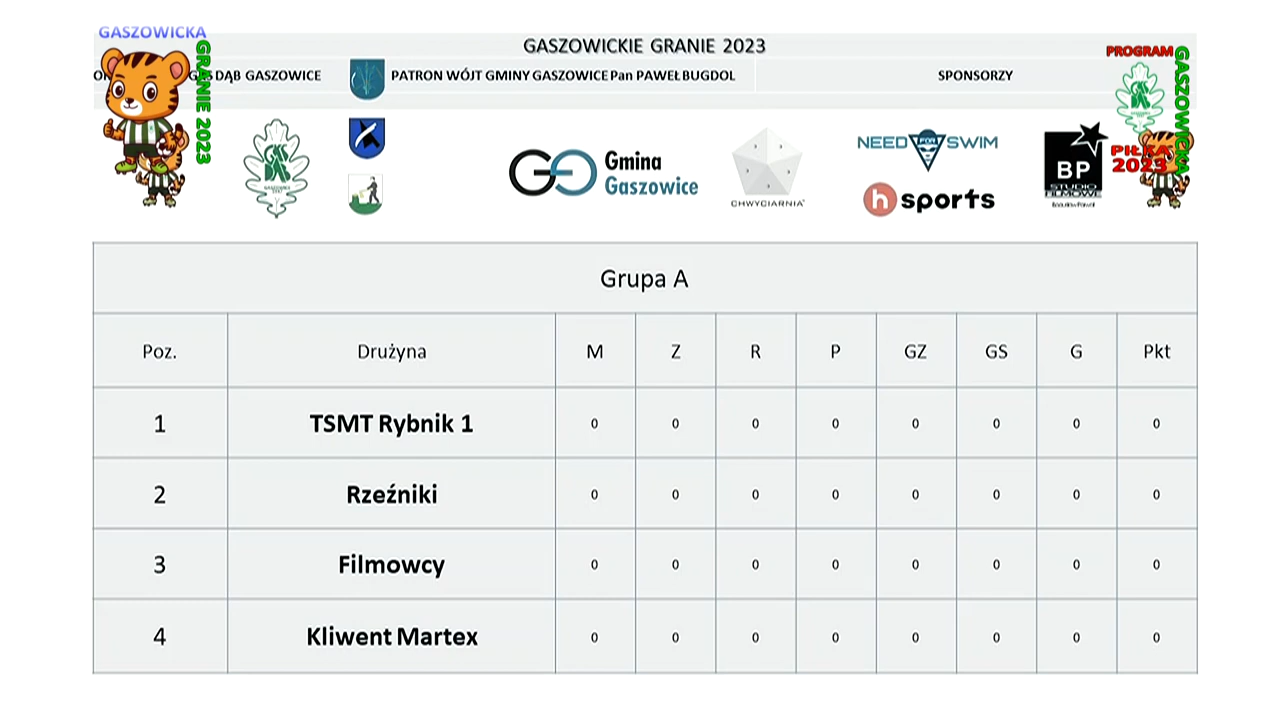 GASZOWICKA
GRANIE 2023
GASZOWICKIE GRANIE 2023
DĄB GASZOWICE
PATRON WÓJT GMINY GASZOWICE Pan PAWEŁ BUGDOL
SPONSORZY
PROGRAM
GASZOWICKA
PIŁKA
2023
Gmina
Gaszowice
CHWYCIARNIA
NEED FOR SWIM
h sports
BP
STUDIO
FILMOWE
Grupa A
Poz. Drużyna M Z R P GZ GS G Pkt
1 TSMT Rybnik 1 0 0 0 0 0 0 0 0
2 Rzeźniki 0 0 0 0 0 0 0 0
3 Filmowcy 0 0 0 0 0 0 0 0
4 Kliwent Martex 0 0 0 0 0 0 0 0